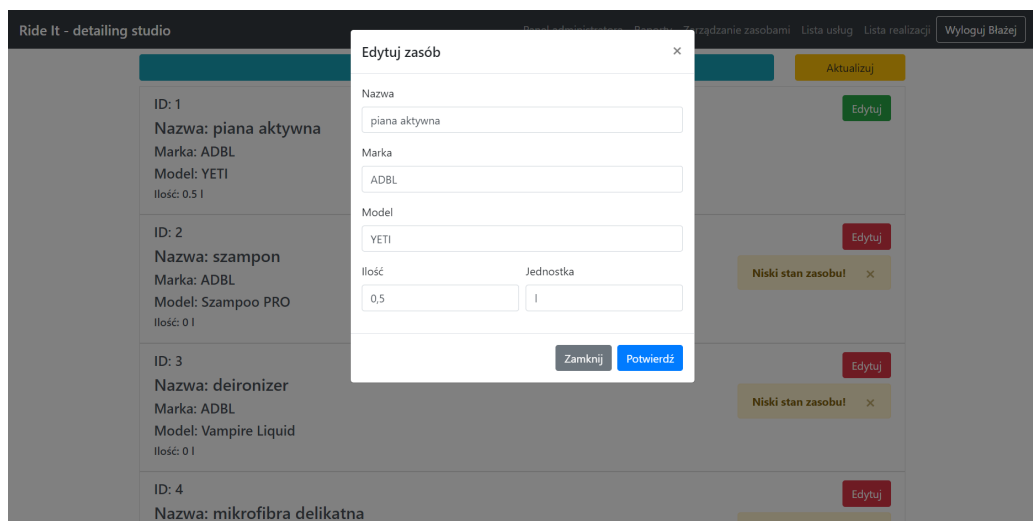 Ride It - detailing studio
Panel administratora Raporty Zarządzanie zasobami Lista usług Lista realizacji Wyloguj Błażej
Edytuj zasób ×
Aktualizuj
Nazwa
piana aktywna
Marka
ADBL
Model
YETI
Ilość Jednostka
0,5 l
Zamknij Potwierdź
ID: 1
Edytuj
Nazwa: piana aktywna
Marka: ADBL
Model: YETI
Ilość: 0.5 l
ID: 2
Edytuj
Nazwa: szampon
Niski stan zasobu! ×
Marka: ADBL
Model: Szampoo PRO
Ilość: 0 l
ID: 3
Edytuj
Nazwa: deironizer
Niski stan zasobu! ×
Marka: ADBL
Model: Vampire Liquid
Ilość: 0 l
ID: 4
Edytuj
Nazwa: mikrofibra delikatna